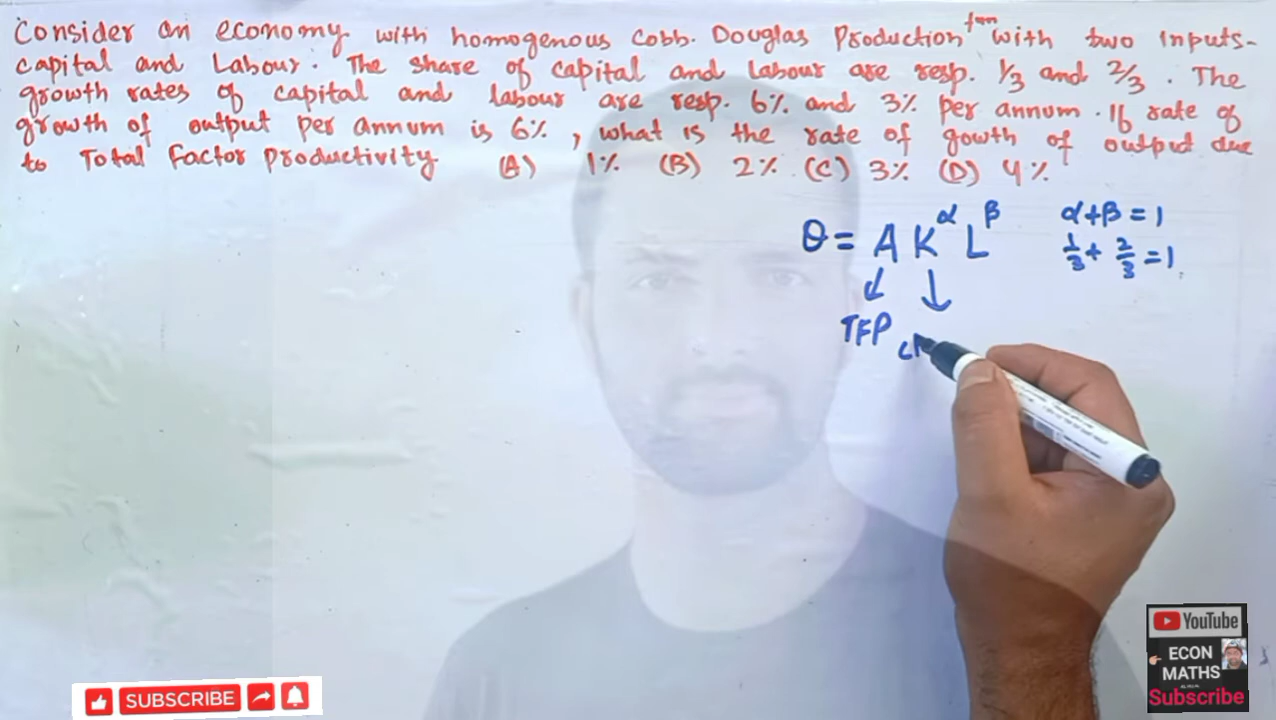 Consider an economy with homogenous Cobb. Douglas Production fxn with two inputs-
capital and Labour. The share of capital and labour are resp. 1/3 and 2/3. The
growth rates of capital and labour are resp. 6% and 3% per annum. If rate of
growth of output per annum is 6%, what is the rate of gowth of output due
to Total Factor productivity (A) 1% (B) 2% (C) 3% (D) 4%
Q = A K^α L^β
α+β = 1
1/3 + 2/3 = 1
TFP
SUBSCRIBE
YouTube
ECON
MATHS
Subscribe